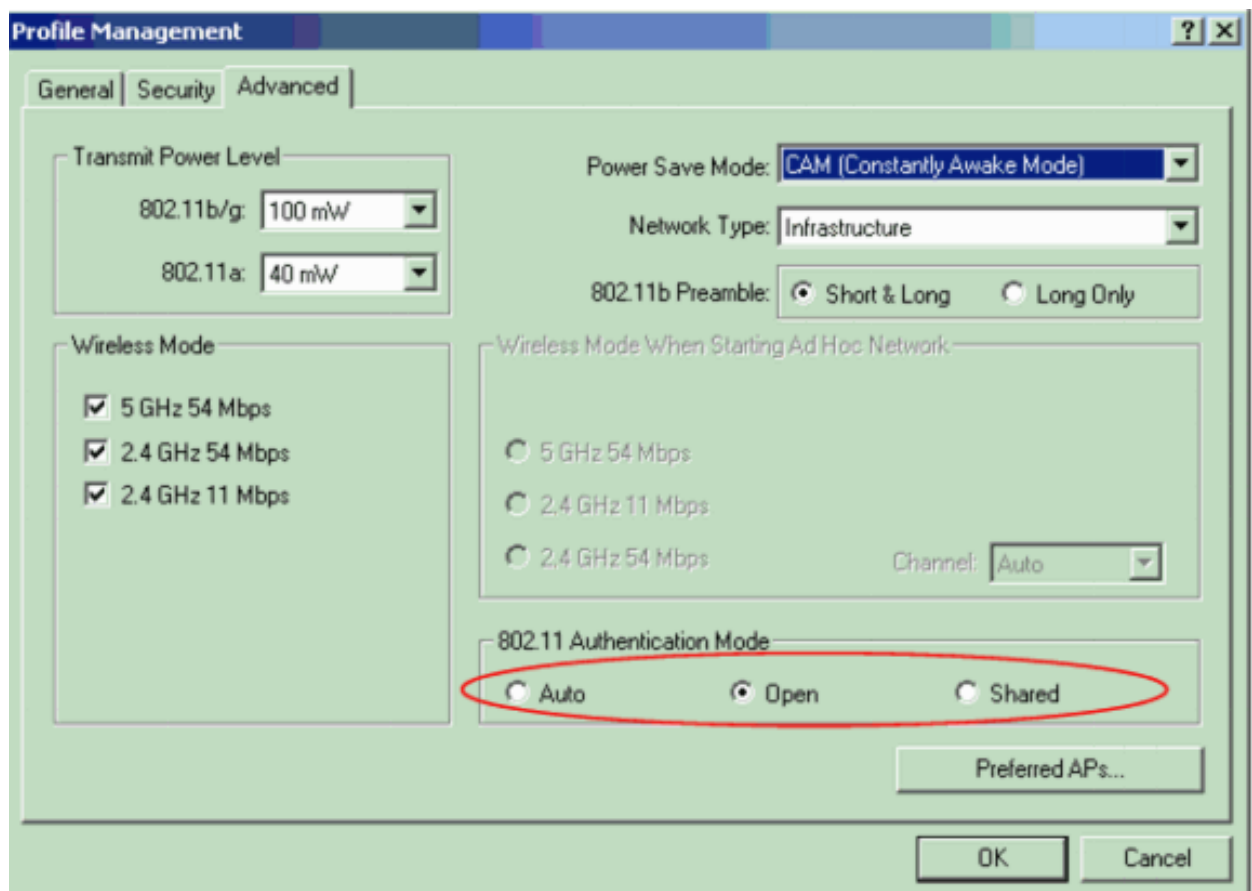 Profile Management
General Security Advanced
Transmit Power Level
802.11b/g: 100 mW
802.11a: 40 mW
Power Save Mode: CAM (Constantly Awake Mode)
Network Type: Infrastructure
802.11b Preamble: Short & Long Long Only
Wireless Mode
5 GHz 54 Mbps
2.4 GHz 54 Mbps
2.4 GHz 11 Mbps
Wireless Mode When Starting Ad Hoc Network
5 GHz 54 Mbps
2.4 GHz 11 Mbps
2.4 GHz 54 Mbps Channel: Auto
802.11 Authentication Mode
Auto Open Shared
Preferred APs...
OK Cancel